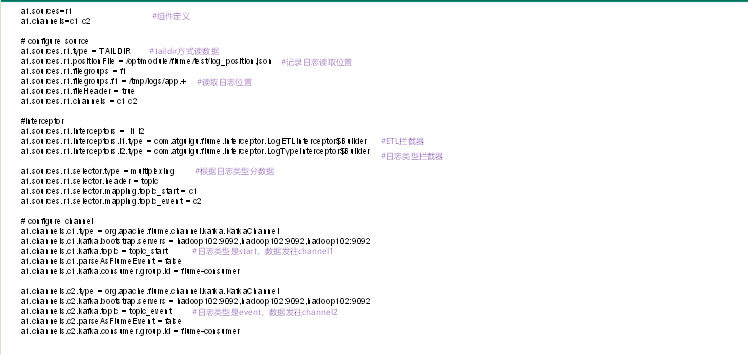 a1.sources=r1
a1.channels=c1 c2 #组件定义
# configure source
a1.sources.r1.type = TAILDIR #taildir方式读数据
a1.sources.r1.positionFile = /opt/module/flume/test/log_position.json #记录日志读取位置
a1.sources.r1.filegroups = f1
a1.sources.r1.filegroups.f1 = /tmp/logs/app.+ #读取日志位置
a1.sources.r1.fileHeader = true
a1.sources.r1.channels = c1 c2
#interceptor
a1.sources.r1.interceptors = i1 i2
a1.sources.r1.interceptors.i1.type = com.atguigu.flume.interceptor.LogETLInterceptor$Builder #ETL拦截器
a1.sources.r1.interceptors.i2.type = com.atguigu.flume.interceptor.LogTypeInterceptor$Builder #日志类型拦截器
a1.sources.r1.selector.type = multiplexing #根据日志类型分数据
a1.sources.r1.selector.header = topic
a1.sources.r1.selector.mapping.topic_start = c1
a1.sources.r1.selector.mapping.topic_event = c2
# configure channel
a1.channels.c1.type = org.apache.flume.channel.kafka.KafkaChannel
a1.channels.c1.kafka.bootstrap.servers = hadoop102:9092,hadoop102:9092,hadoop102:9092
a1.channels.c1.kafka.topic = topic_start #日志类型是start，数据发往channel1
a1.channels.c1.parseAsFlumeEvent = false
a1.channels.c1.kafka.consumer.group.id = flume-consumer
a1.channels.c2.type = org.apache.flume.channel.kafka.KafkaChannel
a1.channels.c2.kafka.bootstrap.servers = hadoop102:9092,hadoop102:9092,hadoop102:9092
a1.channels.c2.kafka.topic = topic_event #日志类型是event，数据发往channel2
a1.channels.c2.parseAsFlumeEvent = false
a1.channels.c2.kafka.consumer.group.id = flume-consumer